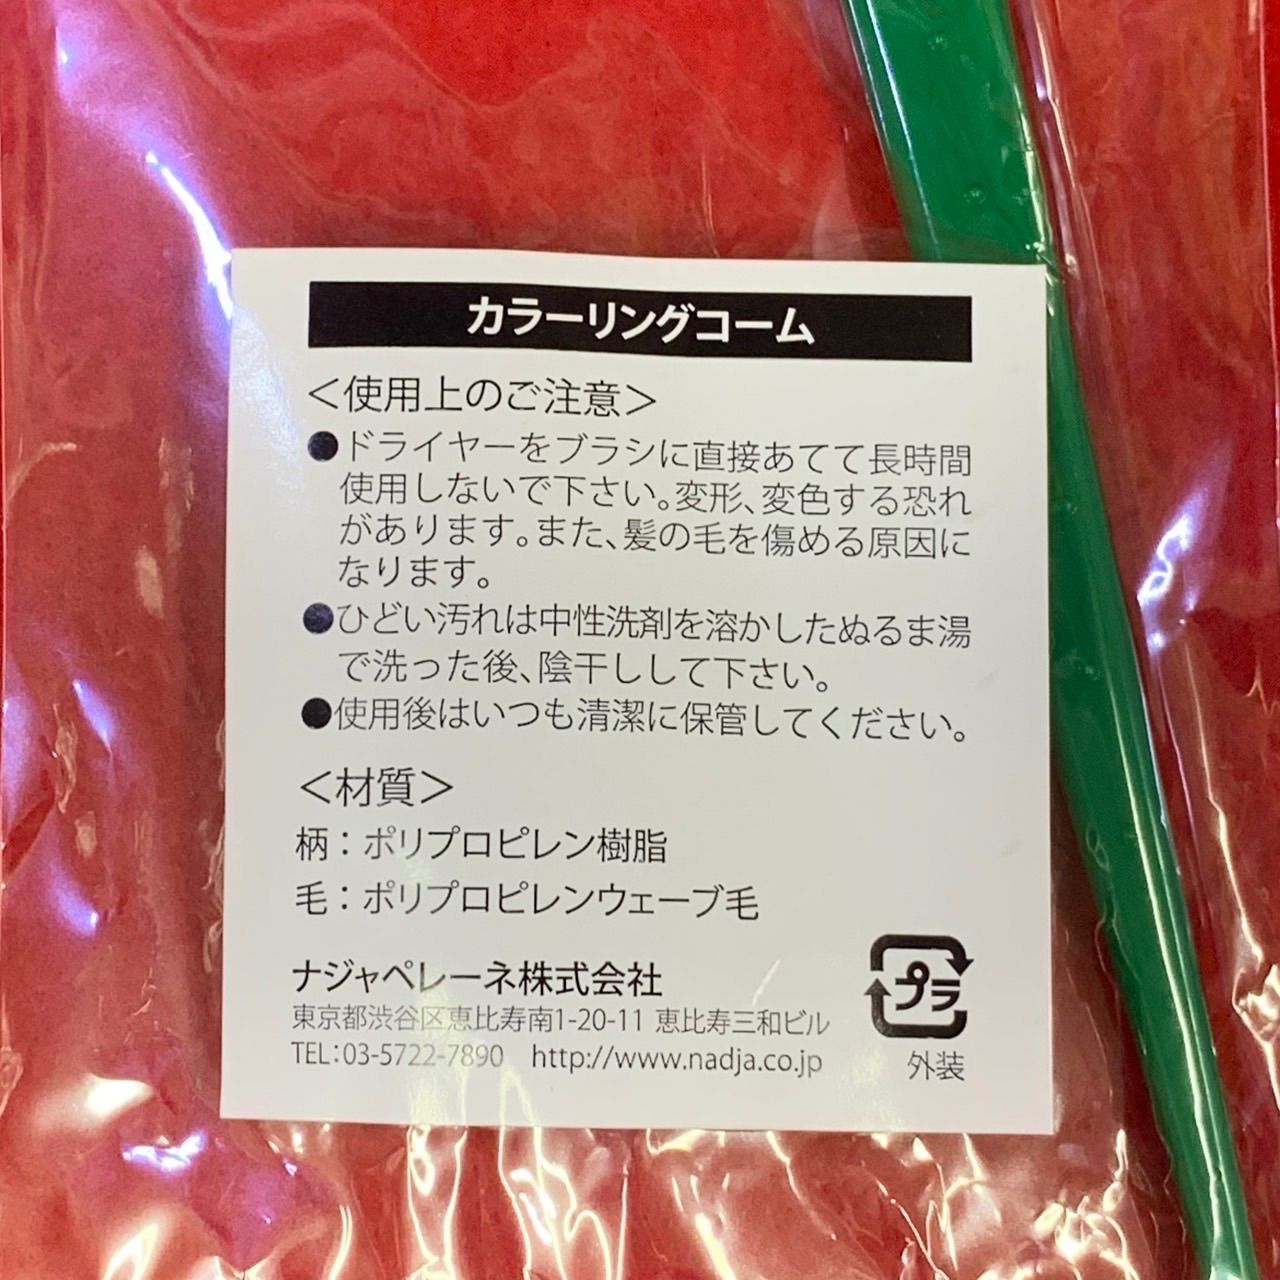 カラーリングコーム
＜使用上のご注意＞
●ドライヤーをブラシに直接あてて長時間
使用しないで下さい。変形、変色する恐れ
があります。また、髪の毛を傷める原因に
なります。
●ひどい汚れは中性洗剤を溶かしたぬるま湯
で洗った後、陰干しして下さい。
●使用後はいつも清潔に保管してください。
＜材質＞
柄：ポリプロピレン樹脂
毛：ポリプロピレンウェーブ毛
ナジャペレーネ株式会社
東京都渋谷区恵比寿南1-20-11 恵比寿三和ビル
TEL：03-5722-7890 http://www.nadja.co.jp
プラ
外装